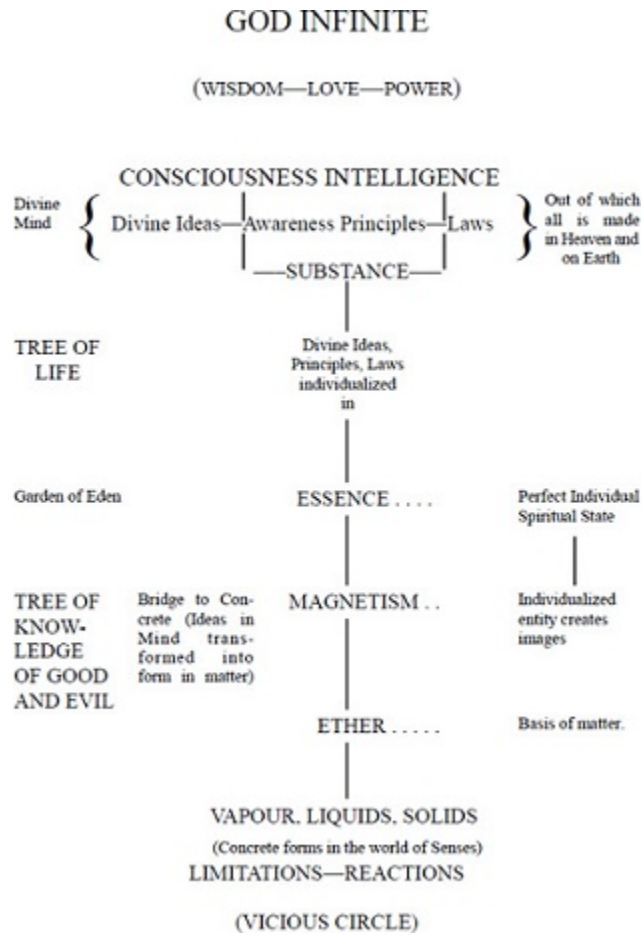 GOD INFINITE
(WISDOM—LOVE—POWER)
CONSCIOUSNESS INTELLIGENCE
Divine
Mind
{
Divine Ideas—Awareness Principles—Laws
}
Out of which
all is made
in Heaven and
on Earth
—SUBSTANCE—
TREE OF
LIFE
Divine Ideas,
Principles, Laws
individualized
in
Garden of Eden
ESSENCE . . . .
Perfect Individual
Spiritual State
TREE OF
KNOW-
LEDGE
OF GOOD
AND EVIL
Bridge to Con-
crete (Ideas in
Mind trans-
formed into
form in matter)
MAGNETISM . .
Individualized
entity creates
images
ETHER . . . . .
Basis of matter.
VAPOUR, LIQUIDS, SOLIDS
(Concrete forms in the world of Senses)
LIMITATIONS—REACTIONS
(VICIOUS CIRCLE)